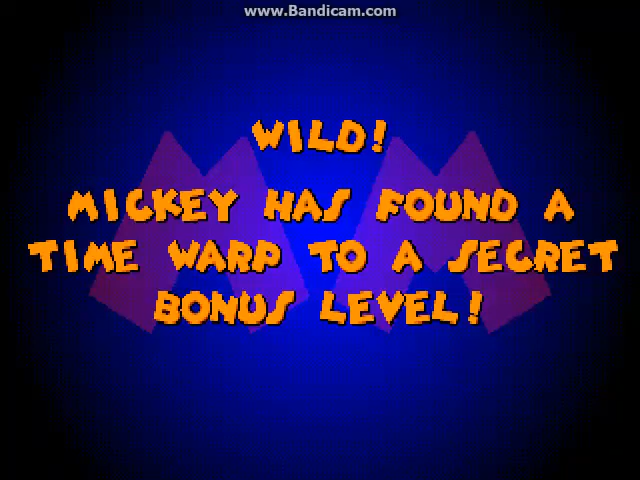 www.Bandicam.com
WILD!
MICKEY HAS FOUND A
TIME WARP TO A SECRET
BONUS LEVEL!